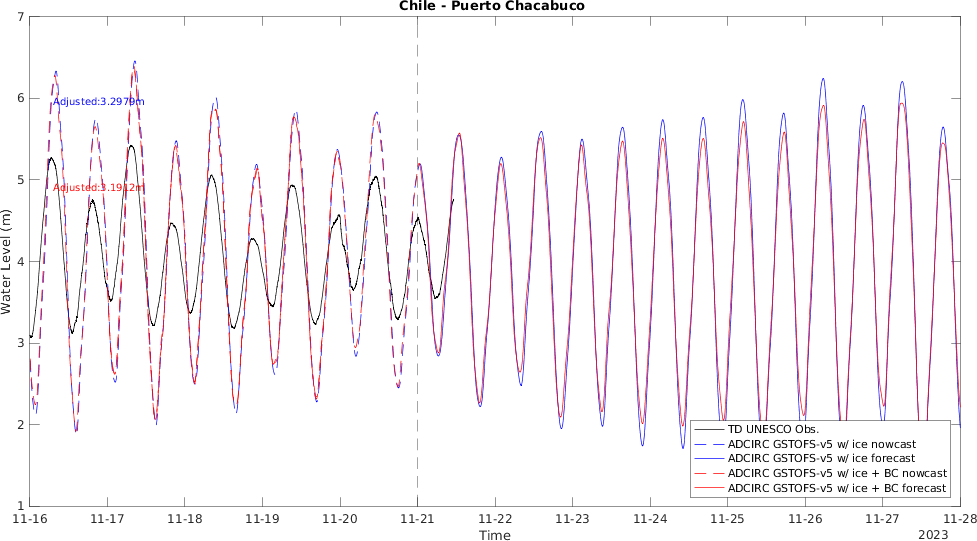 Chile - Puerto Chacabuco
7
6
5
4
3
2
1
Water Level (m)
Adjusted:3.2979m
Adjusted:3.1912m
TD UNESCO Obs.
ADCIRC GSTOFS-v5 w/ ice nowcast
ADCIRC GSTOFS-v5 w/ ice forecast
ADCIRC GSTOFS-v5 w/ ice + BC nowcast
ADCIRC GSTOFS-v5 w/ ice + BC forecast
11-16 11-17 11-18 11-19 11-20 11-21 11-22 11-23 11-24 11-25 11-26 11-27 11-28
Time
2023